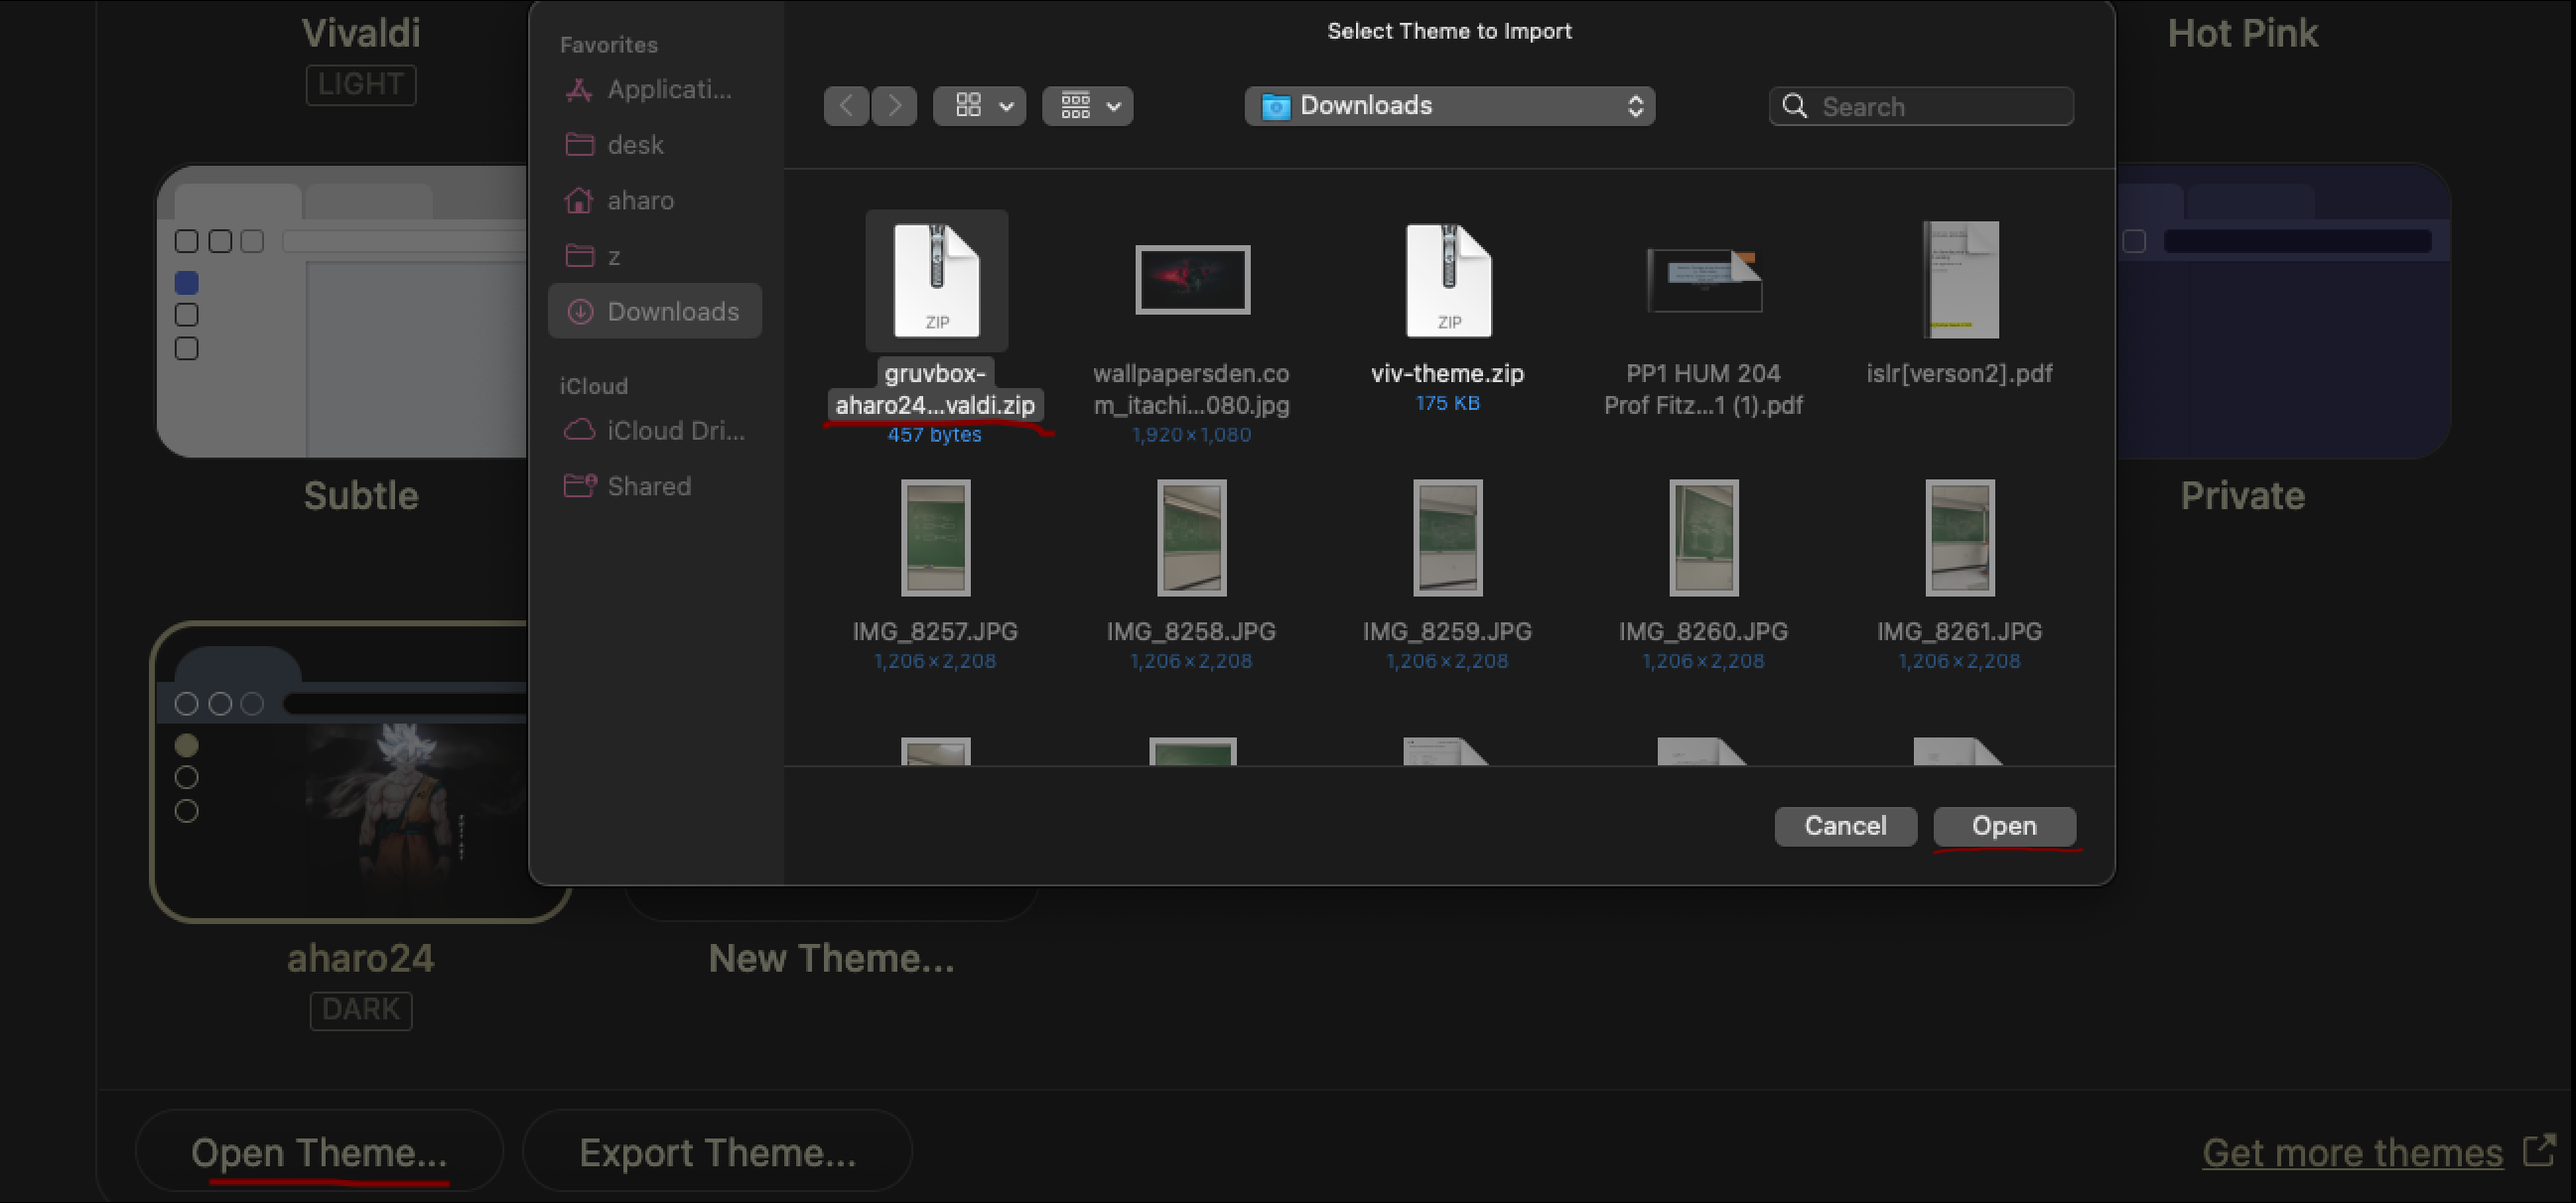 Vivaldi
LIGHT
Subtle
aharo24
DARK
New Theme...
Hot Pink
Private
Favorites
Applicati...
desk
aharo
z
Downloads
iCloud
iCloud Dri...
Shared
Select Theme to Import
Downloads
Search
gruvbox-
aharo24...valdi.zip
457 bytes
wallpapersden.co
m_itachi...080.jpg
1,920×1,080
ZIP
viv-theme.zip
175 KB
ZIP
PP1 HUM 204
Prof Fitz...1 (1).pdf
islr[verson2].pdf
IMG_8257.JPG
1,206×2,208
IMG_8258.JPG
1,206×2,208
IMG_8259.JPG
1,206×2,208
IMG_8260.JPG
1,206×2,208
IMG_8261.JPG
1,206×2,208
Cancel
Open
Open Theme...
Export Theme...
Get more themes